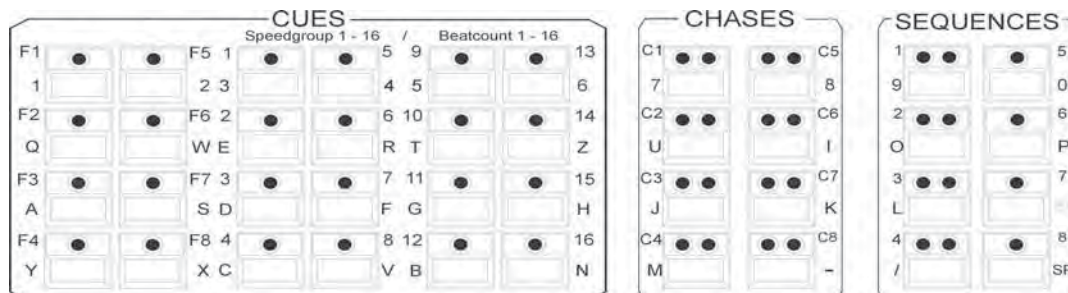 CUES CHASES SEQUENCES
Speedgroup 1 - 16 / Beatcount 1 - 16
F1 F5 1 5 9 13 C1 C5 1 5
1 2 3 4 5 6 7 8 9 0
F2 F6 2 6 10 14 C2 C6 2 6
Q W E R T Z U I O P
F3 F7 3 7 11 15 C3 C7 3 7
A S D F G H J K L
F4 F8 4 8 12 16 C4 C8 4 8
Y X C V B N M - / SP